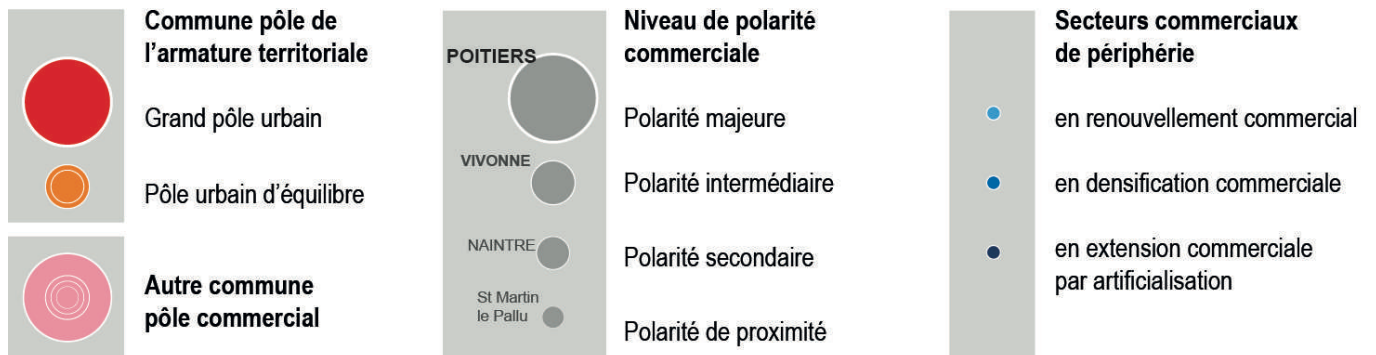 Commune pôle de
l’armature territoriale
Grand pôle urbain
Pôle urbain d’équilibre
Autre commune
pôle commercial
Niveau de polarité
commerciale
POITIERS
Polarité majeure
VIVONNE
Polarité intermédiaire
NAINTRE
Polarité secondaire
St Martin
le Pallu
Polarité de proximité
Secteurs commerciaux
de périphérie
en renouvellement commercial
en densification commerciale
en extension commerciale
par artificialisation